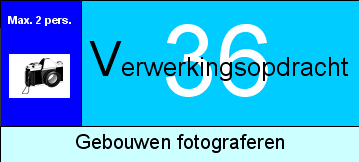 Max. 2 pers.
36
Verwerkingsopdracht
Gebouwen fotograferen